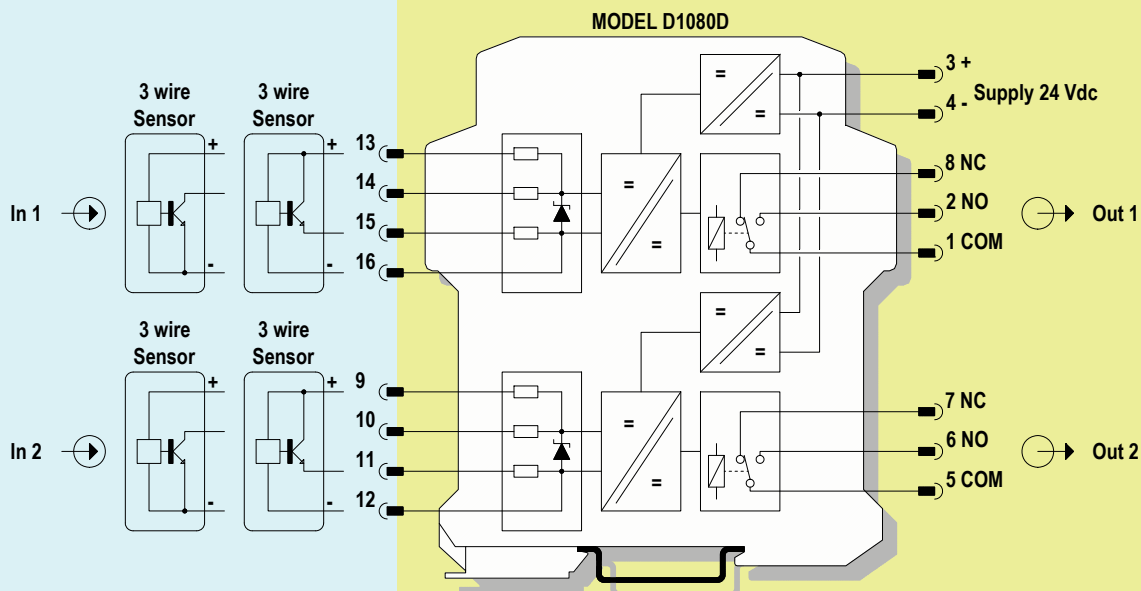 MODEL D1080D
3 +
Supply 24 Vdc
4 -
3 wire
Sensor
3 wire
Sensor
+
+
-
-
13
14
15
16
In 1
=
=
=
=
8 NC
2 NO
1 COM
Out 1
3 wire
Sensor
3 wire
Sensor
+
+
-
-
9
10
11
12
In 2
=
=
=
=
7 NC
6 NO
5 COM
Out 2